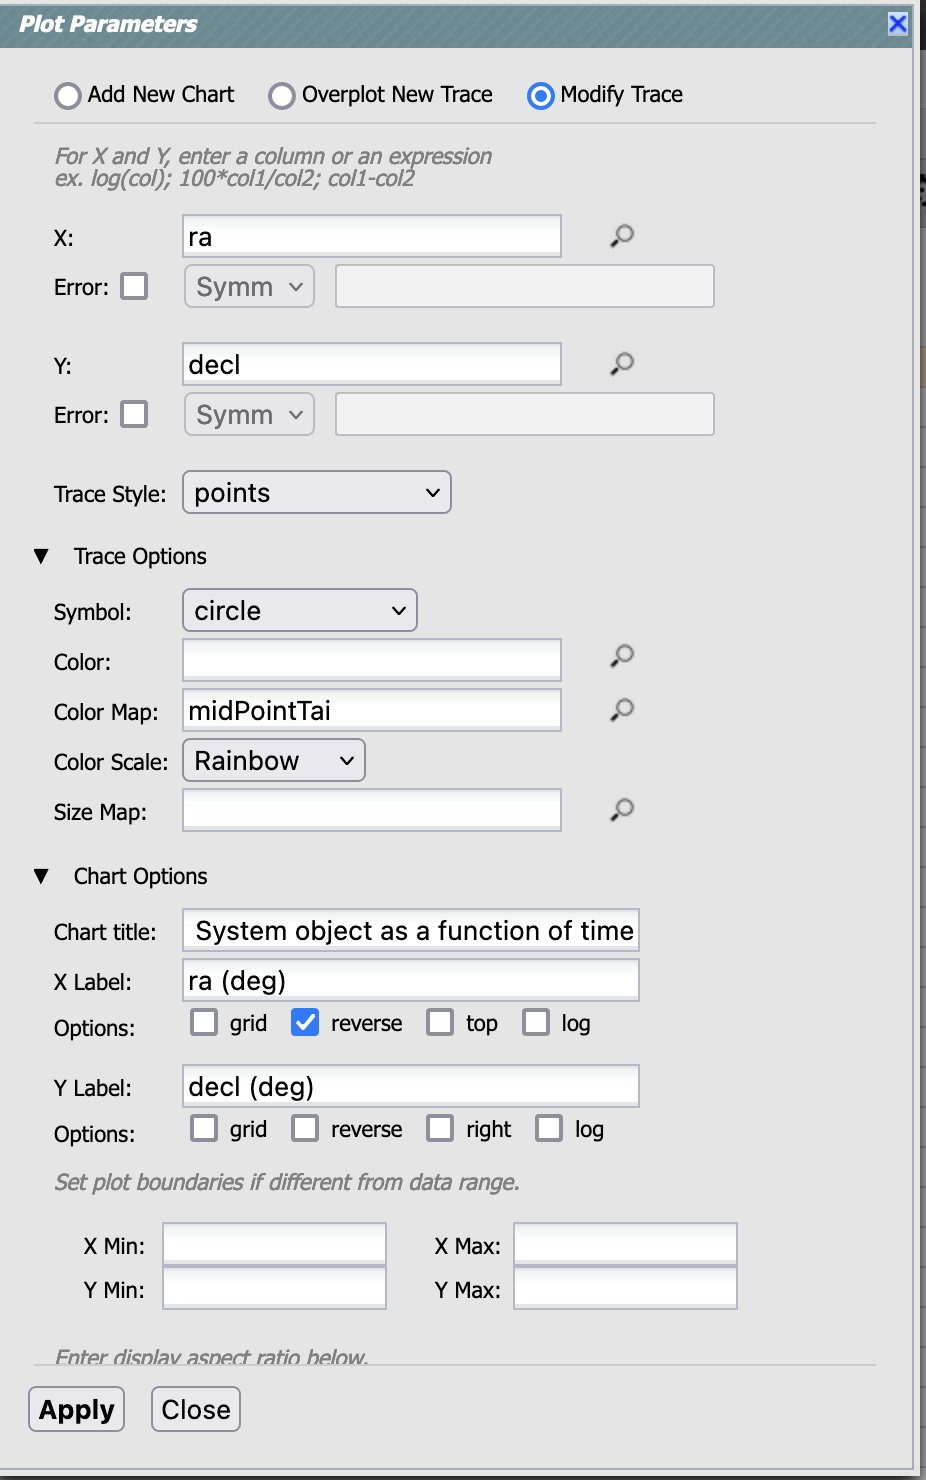 Plot Parameters
Add New Chart Overplot New Trace Modify Trace
For X and Y, enter a column or an expression
ex. log(col); 100*col1/col2; col1-col2
X: ra
Error: Symm
Y: decl
Error: Symm
Trace Style: points
Trace Options
Symbol: circle
Color:
Color Map: midPointTai
Color Scale: Rainbow
Size Map:
Chart Options
Chart title: System object as a function of time
X Label: ra (deg)
Options: grid reverse top log
Y Label: decl (deg)
Options: grid reverse right log
Set plot boundaries if different from data range.
X Min: X Max:
Y Min: Y Max:
Enter display aspect ratio below.
Apply Close